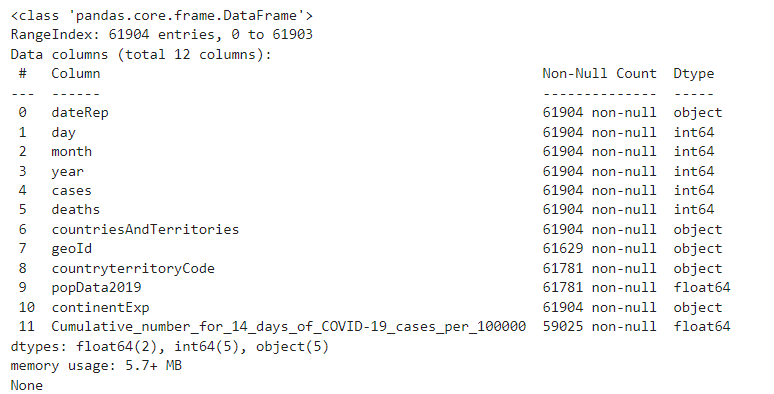 <class 'pandas.core.frame.DataFrame'>
RangeIndex: 61904 entries, 0 to 61903
Data columns (total 12 columns):
 #   Column                                                      Non-Null Count  Dtype
---  ------                                                      --------------  -----
 0   dateRep                                                     61904 non-null  object
 1   day                                                         61904 non-null  int64
 2   month                                                       61904 non-null  int64
 3   year                                                        61904 non-null  int64
 4   cases                                                       61904 non-null  int64
 5   deaths                                                      61904 non-null  int64
 6   countriesAndTerritories                                     61904 non-null  object
 7   geoId                                                       61629 non-null  object
 8   countryterritoryCode                                        61781 non-null  object
 9   popData2019                                                 61781 non-null  float64
 10  continentExp                                                61904 non-null  object
 11  Cumulative_number_for_14_days_of_COVID-19_cases_per_100000  59025 non-null  float64
dtypes: float64(2), int64(5), object(5)
memory usage: 5.7+ MB
None